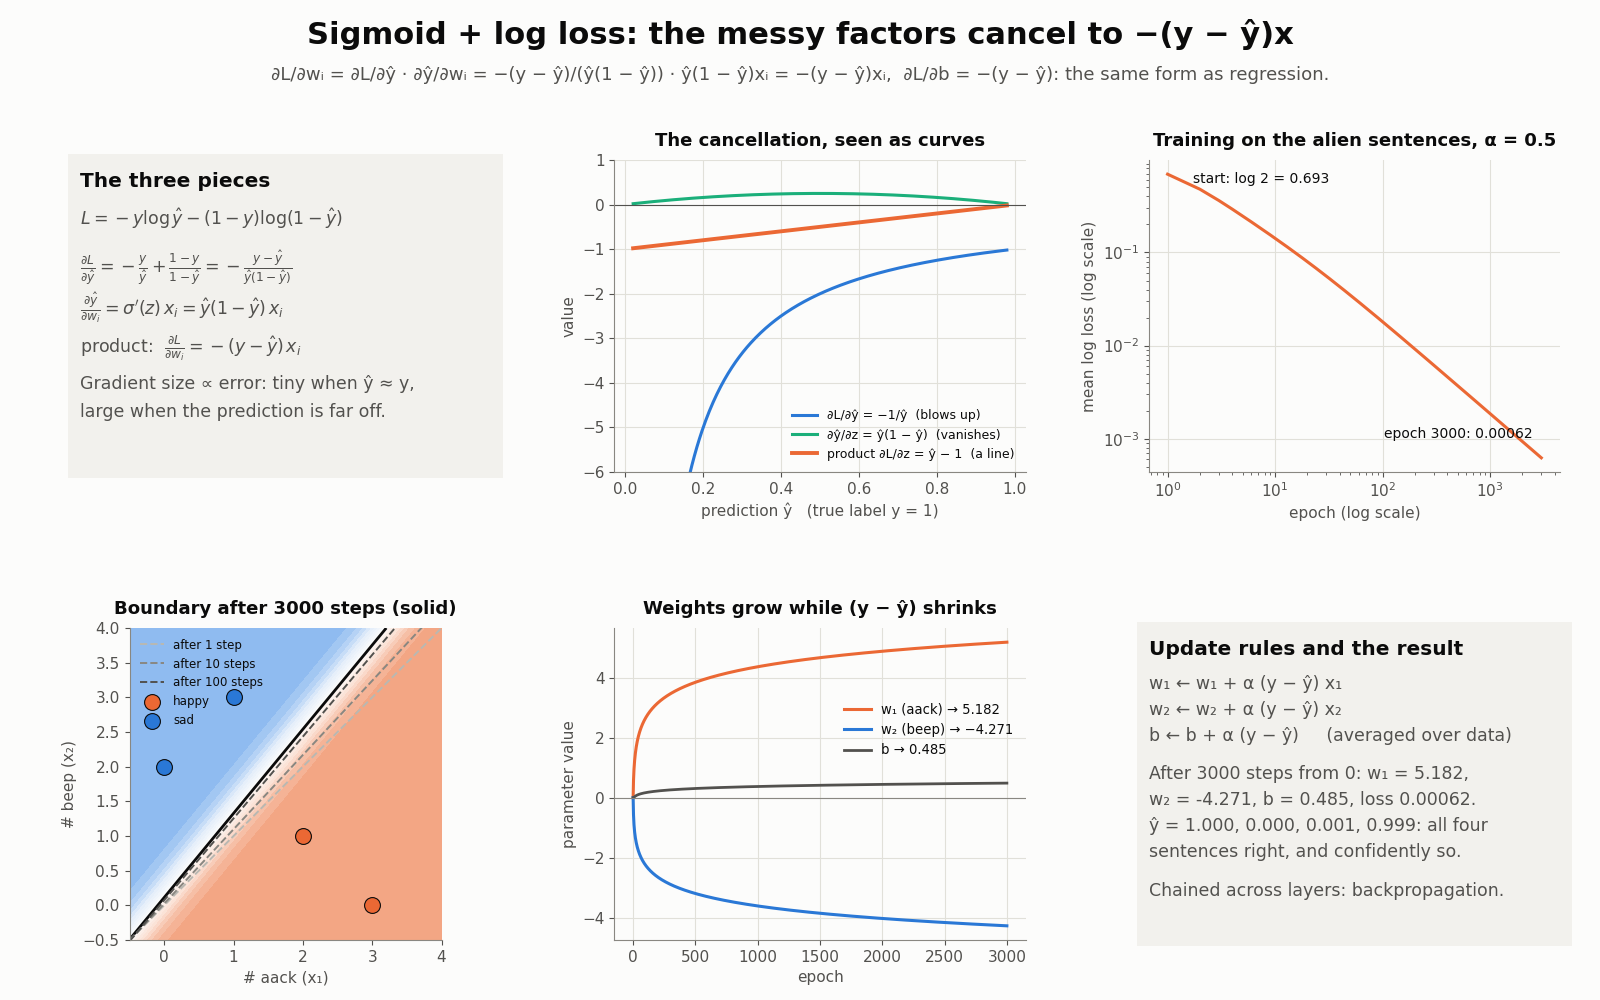 Sigmoid + log loss: the messy factors cancel to −(y − ŷ)x
∂L/∂wᵢ = ∂L/∂ŷ · ∂ŷ/∂wᵢ = −(y − ŷ)/(ŷ(1 − ŷ)) · ŷ(1 − ŷ)xᵢ = −(y − ŷ)xᵢ,  ∂L/∂b = −(y − ŷ): the same form as regression.
The three pieces
L = −y log ŷ − (1−y) log(1−ŷ)
∂L/∂ŷ = −y/ŷ + (1−y)/(1−ŷ) = −(y−ŷ)/(ŷ(1−ŷ))
∂ŷ/∂wᵢ = σ′(z) xᵢ = ŷ(1−ŷ) xᵢ
product: ∂L/∂wᵢ = −(y−ŷ) xᵢ
Gradient size ∝ error: tiny when ŷ ≈ y,
large when the prediction is far off.
The cancellation, seen as curves
value
1
0
−1
−2
−3
−4
−5
−6
∂L/∂ŷ = −1/ŷ  (blows up)
∂ŷ/∂z = ŷ(1 − ŷ)  (vanishes)
product ∂L/∂z = ŷ − 1  (a line)
0.0 0.2 0.4 0.6 0.8 1.0
prediction ŷ   (true label y = 1)
Training on the alien sentences, α = 0.5
mean log loss (log scale)
start: log 2 = 0.693
10⁻¹
10⁻²
10⁻³
epoch 3000: 0.00062
10⁰ 10¹ 10² 10³
epoch (log scale)
Boundary after 3000 steps (solid)
# beep (x₂)
4.0
3.5
3.0
2.5
2.0
1.5
1.0
0.5
0.0
−0.5
after 1 step
after 10 steps
after 100 steps
happy
sad
0 1 2 3 4
# aack (x₁)
Weights grow while (y − ŷ) shrinks
parameter value
4
2
0
−2
−4
w₁ (aack) → 5.182
w₂ (beep) → −4.271
b → 0.485
0 500 1000 1500 2000 2500 3000
epoch
Update rules and the result
w₁ ← w₁ + α (y − ŷ) x₁
w₂ ← w₂ + α (y − ŷ) x₂
b ← b + α (y − ŷ)     (averaged over data)
After 3000 steps from 0: w₁ = 5.182,
w₂ = -4.271, b = 0.485, loss 0.00062.
ŷ = 1.000, 0.000, 0.001, 0.999: all four
sentences right, and confidently so.
Chained across layers: backpropagation.